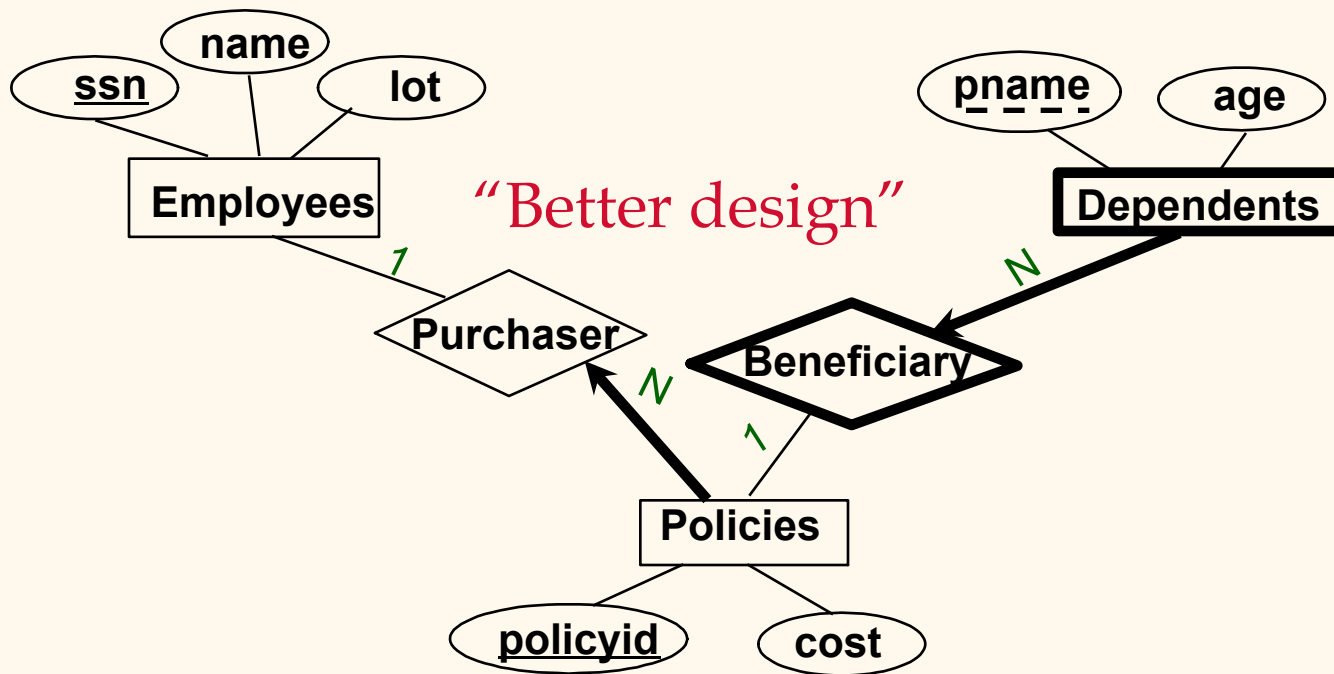 name
ssn
lot
pname
age
Employees
“Better design”
Dependents
1
N
Purchaser
Beneficiary
N
1
Policies
policyid
cost